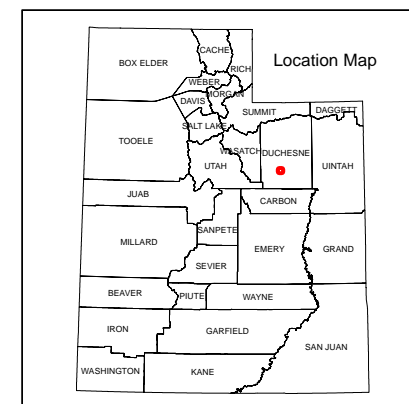 Location Map
BOX ELDER
CACHE
RICH
WEBER
MORGAN
DAVIS
SUMMIT
DAGGETT
SALT LAKE
TOOELE
WASATCH
DUCHESNE
UTAH
UINTAH
JUAB
CARBON
SANPETE
MILLARD
EMERY
GRAND
SEVIER
BEAVER
PIUTE
WAYNE
IRON
GARFIELD
SAN JUAN
WASHINGTON
KANE